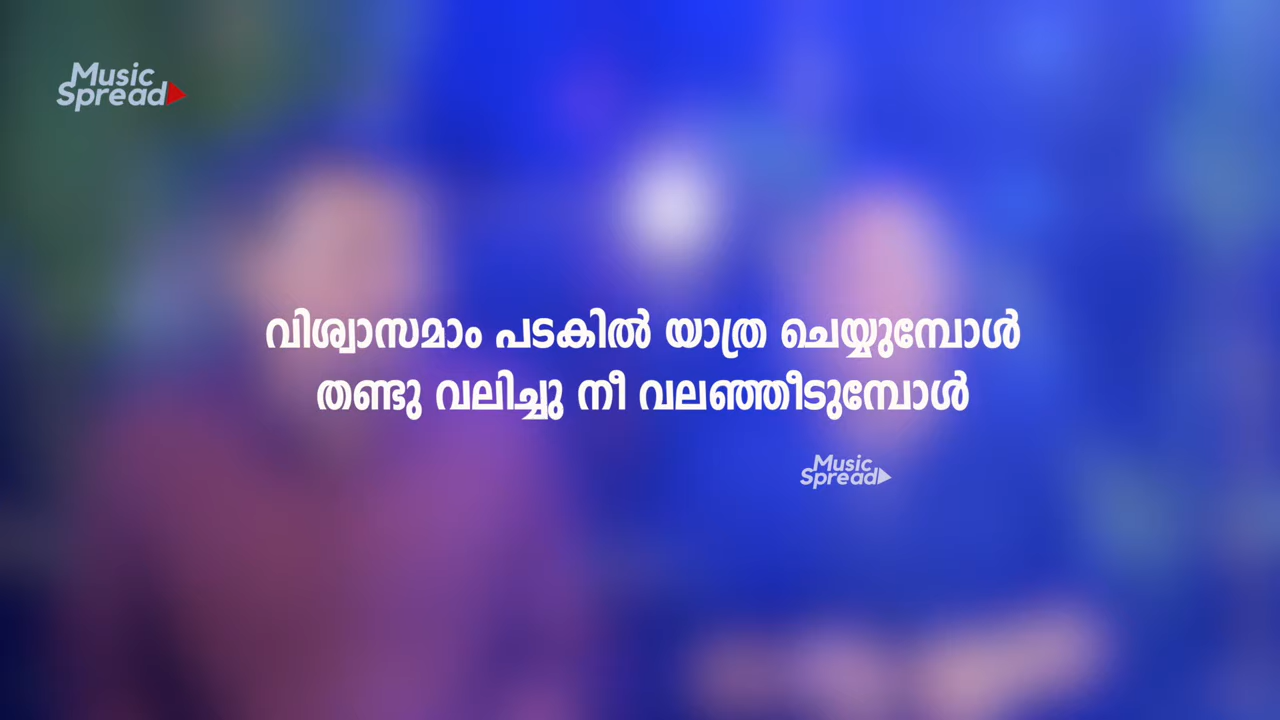 Music
Spread
വിശ്വാസമാം പടകിൽ യാത്ര ചെയ്യുമ്പോൾ
തണ്ടു വലിച്ചു നീ വലഞ്ഞീടുമ്പോൾ
Music
Spread